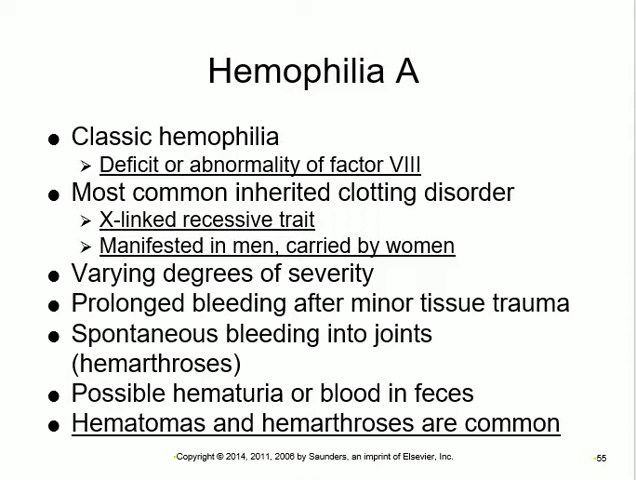 Hemophilia A
● Classic hemophilia
➢ Deficit or abnormality of factor VIII
● Most common inherited clotting disorder
➢ X-linked recessive trait
➢ Manifested in men, carried by women
● Varying degrees of severity
● Prolonged bleeding after minor tissue trauma
● Spontaneous bleeding into joints
(hemarthroses)
● Possible hematuria or blood in feces
● Hematomas and hemarthroses are common
•Copyright © 2014, 2011, 2006 by Saunders, an imprint of Elsevier, Inc.
•55